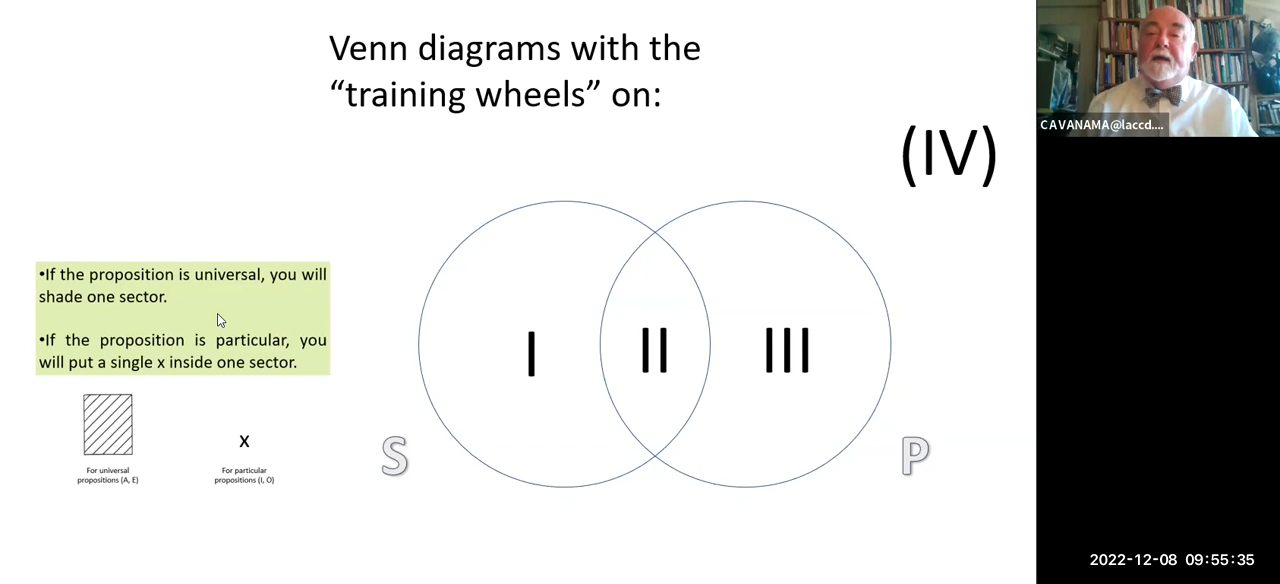 Venn diagrams with the
“training wheels” on:
(IV)
CAVANAMA@laccd....
•If the proposition is universal, you will
shade one sector.
•If the proposition is particular, you
will put a single x inside one sector.
I
II
III
S
P
x
For universal
propositions (A, E)
For particular
propositions (I, O)
2022-12-08 09:55:35